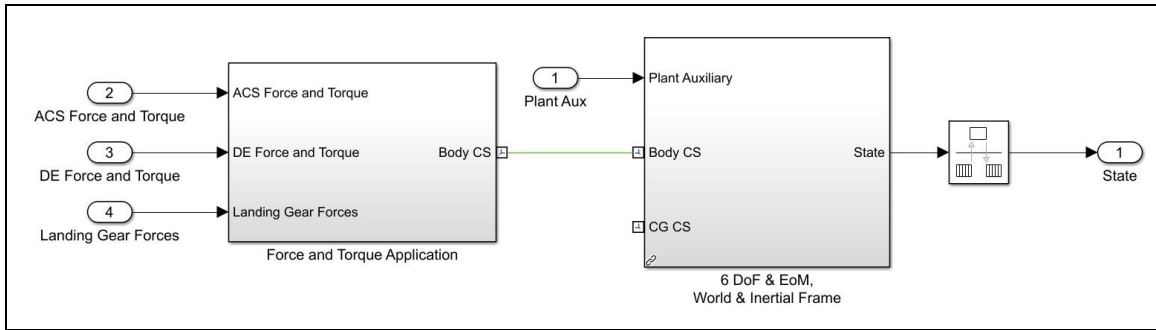 2
ACS Force and Torque
3
DE Force and Torque
4
Landing Gear Forces
ACS Force and Torque
DE Force and Torque
Body CS
Landing Gear Forces
Force and Torque Application
1
Plant Aux
Plant Auxiliary
Body CS
State
CG CS
6 DoF & EoM,
World & Inertial Frame
1
State